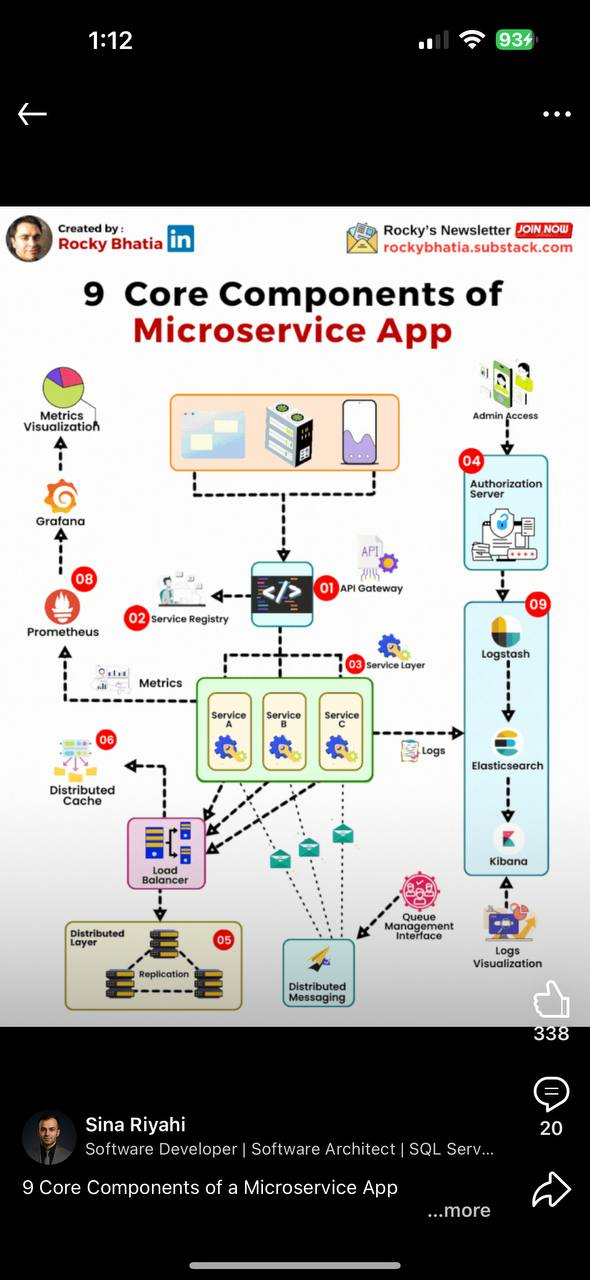 1:12
93
Created by :
Rocky Bhatia
in
Rocky's Newsletter JOIN NOW
rockybhatia.substack.com
9 Core Components of
Microservice App
Metrics
Visualization
Admin Access
04
Authorization
Server
Grafana
08
Prometheus
API
01 API Gateway
</>
02 Service Registry
03 Service Layer
09
Logstash
Metrics
Service
A
Service
B
Service
C
Logs
Elasticsearch
06
Distributed
Cache
Load
Balancer
Kibana
Queue
Management
Interface
Logs
Visualization
Distributed
Layer
05
Replication
Distributed
Messaging
338
20
Sina Riyahi
Software Developer | Software Architect | SQL Serv...
9 Core Components of a Microservice App
...more